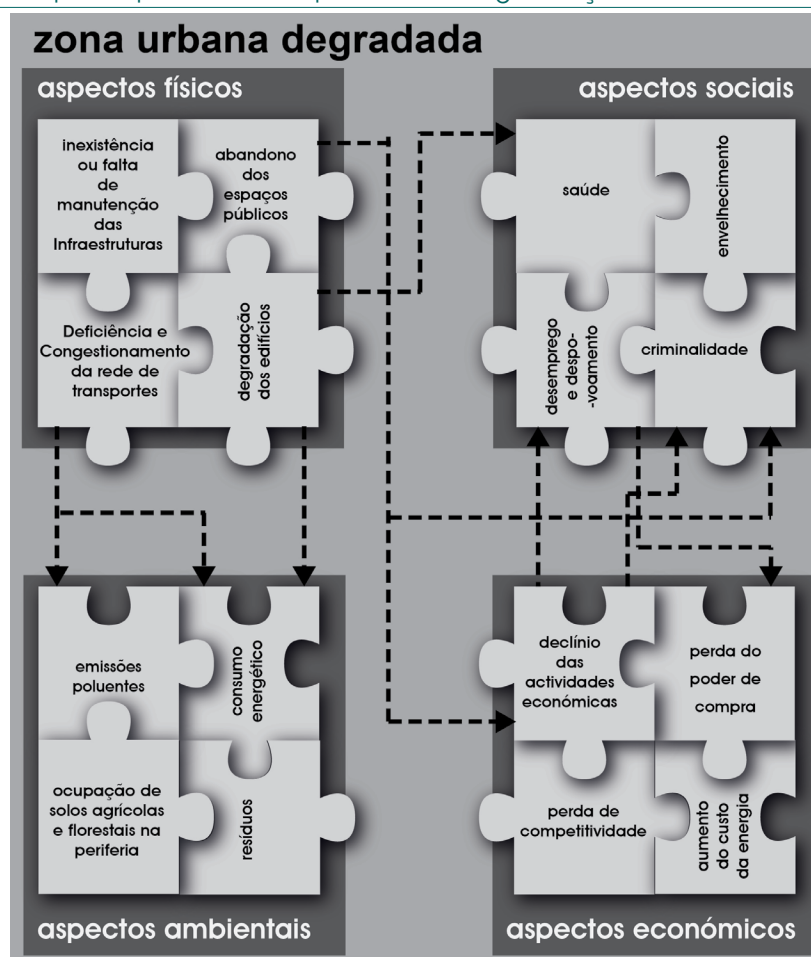 zona urbana degradada
aspectos físicos
inexistência
ou falta
de
manutenção
das
Infraestruturas
abandono
dos
espaços
públicos
Deficiência e
Congestionamento
da rede de
transportes
degradação
dos edifícios
aspectos sociais
saúde
envelhecimento
desemprego
e despo-
-voamento
criminalidade
emissões
poluentes
consumo
energético
ocupação de
solos agrícolas
e florestais na
periferia
resíduos
aspectos ambientais
declínio
das
actividades
económicas
perda do
poder de
compra
perda de
competitividade
aumento
do custo
da energia
aspectos económicos